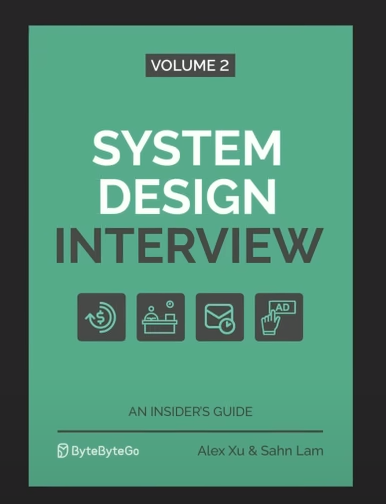 VOLUME 2
SYSTEM
DESIGN
INTERVIEW
AD
AN INSIDER'S GUIDE
ByteByteGo Alex Xu & Sahn Lam